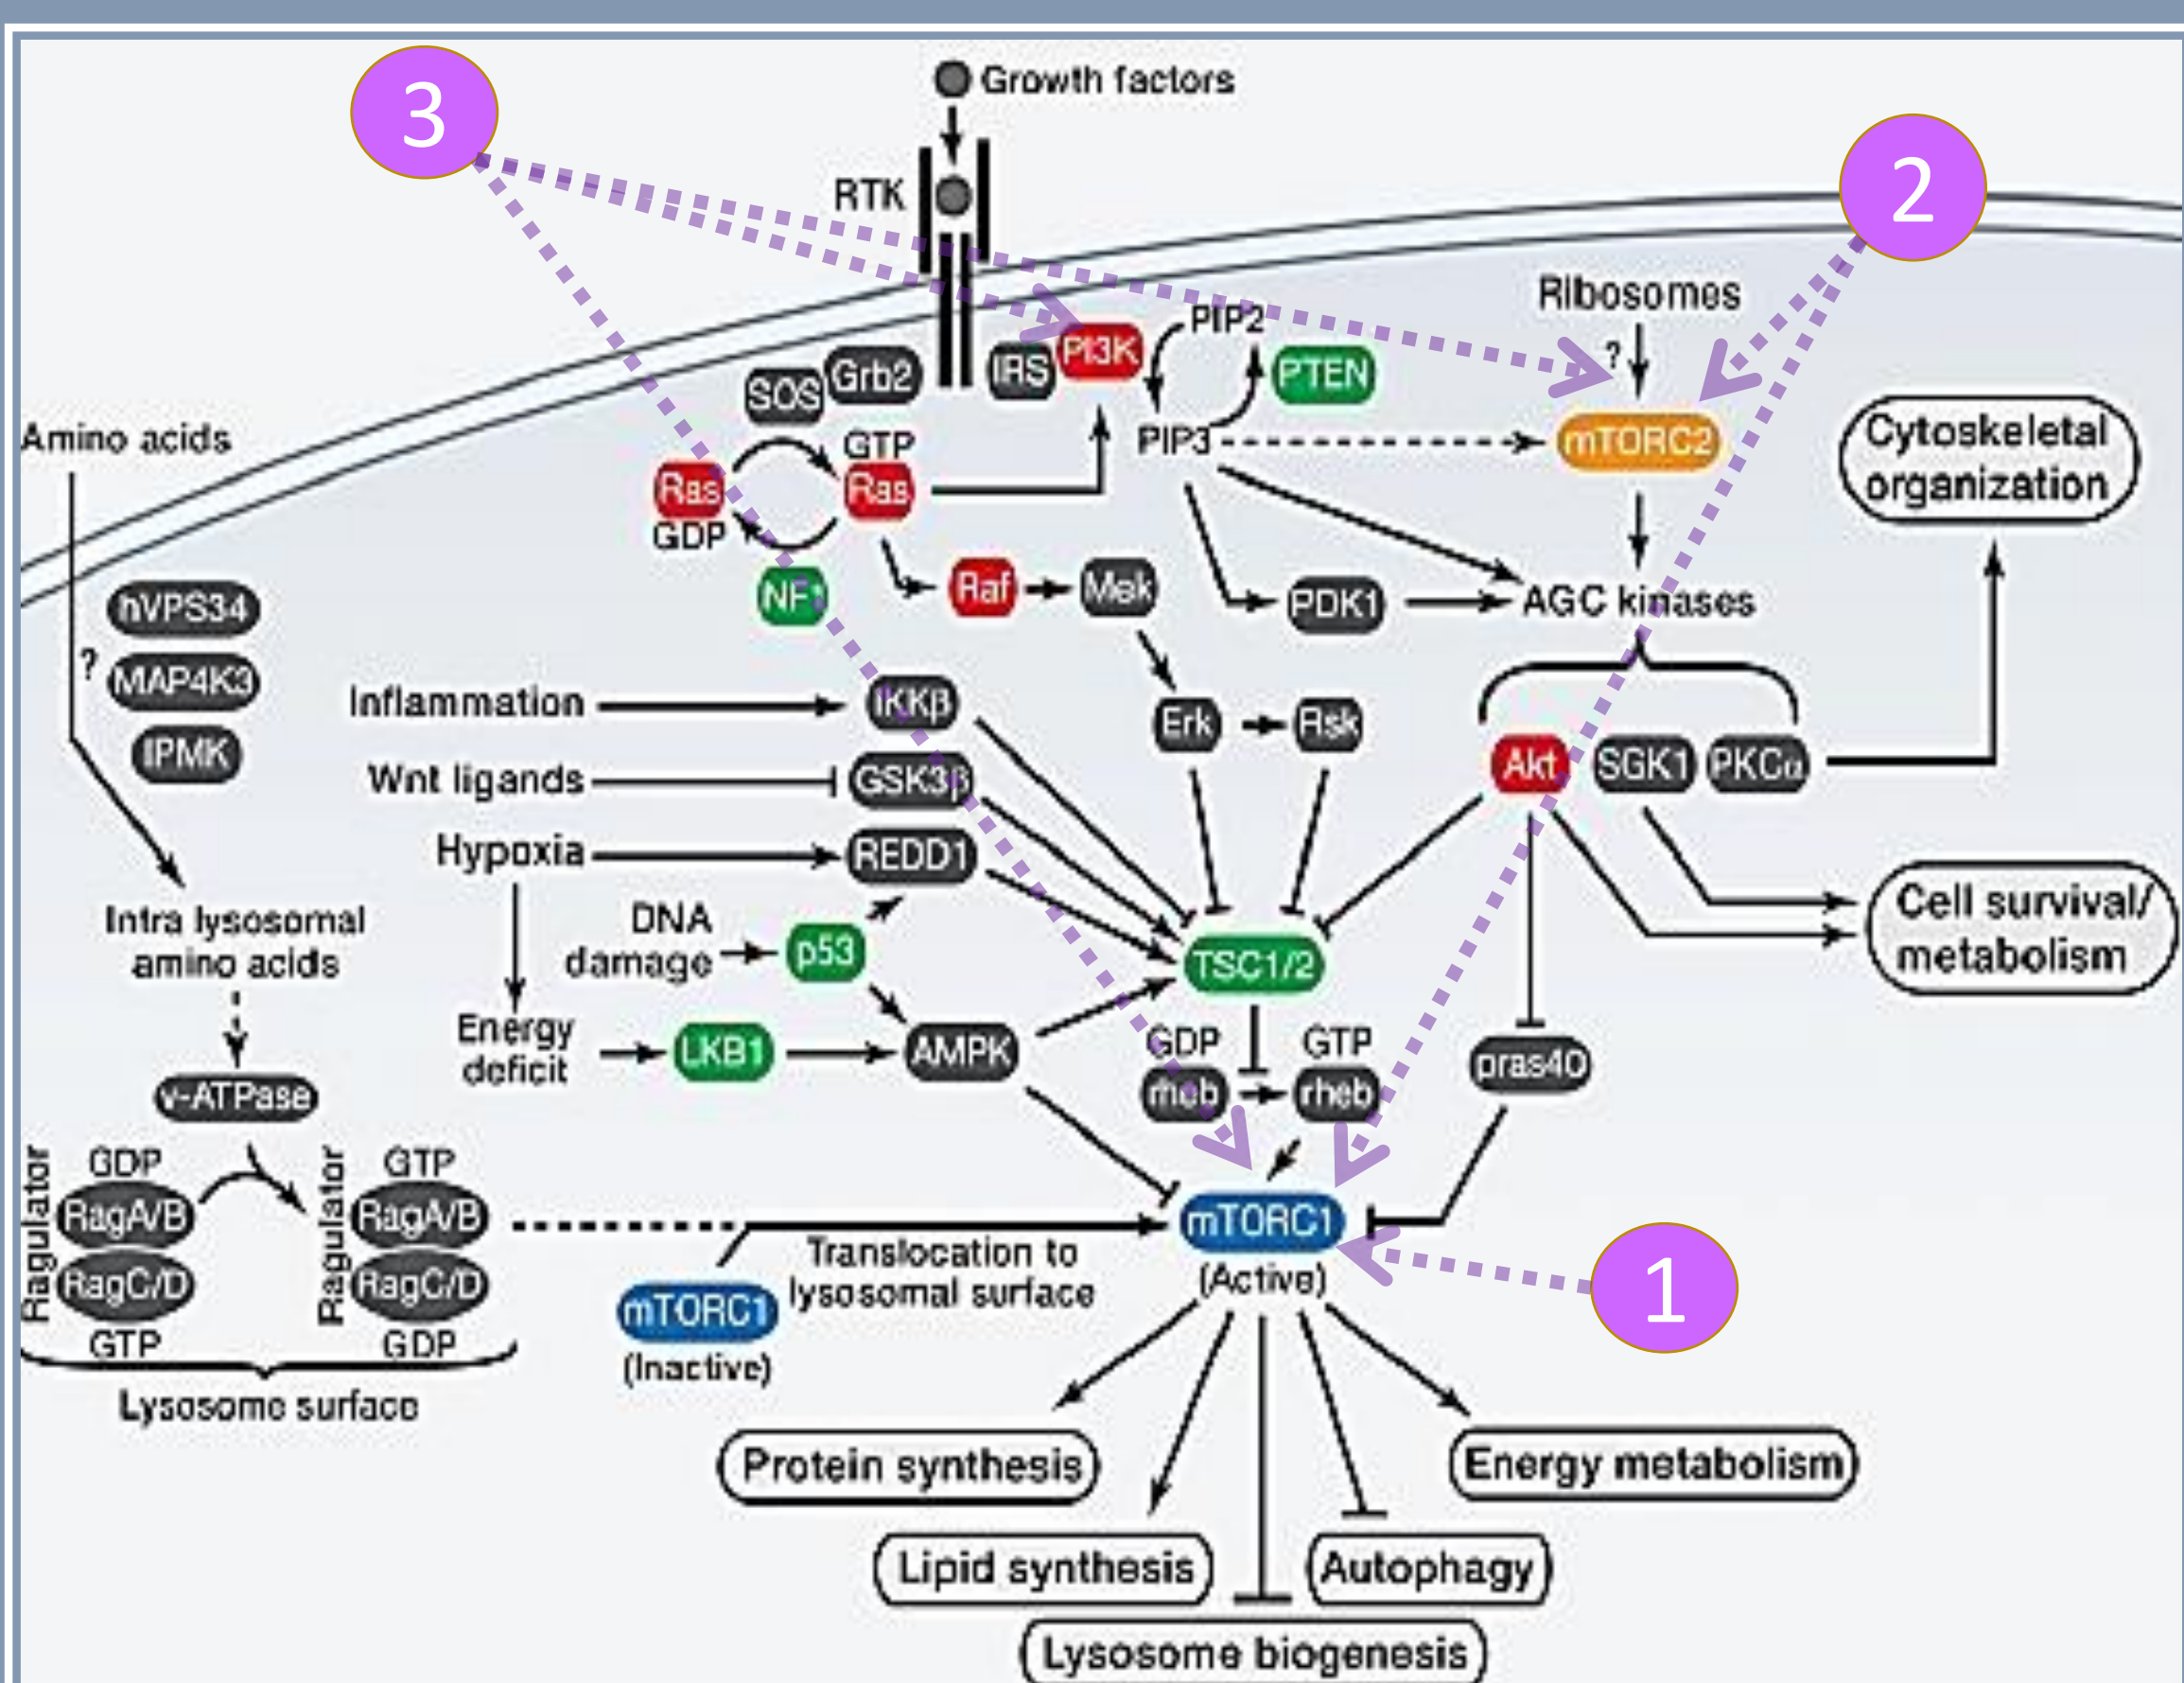 3
Growth factors
2
RTK
Ribosomes
?
PIP2
PI3K
IRS
PTEN
Grb2
SOS
Amino acids
GTP
PIP3
mTORC2
Cytoskeletal
organization
Ras
Ras
GDP
NF1
Raf
Mek
PDK1
AGC kinases
hVPS34
?
MAP4K3
IPMK
Inflammation
IKKβ
Erk
Rsk
Wnt ligands
GSK3β
Akt
SGK1
PKCα
Hypoxia
REDD1
DNA
damage
p53
Intra lysosomal
amino acids
TSC1/2
Cell survival/
metabolism
Energy
deficit
LKB1
AMPK
GDP
GTP
rheb
rheb
pras40
v-ATPase
GDP
GTP
Ragulator
RagA/B
Ragulator
RagA/B
RagC/D
RagC/D
GTP
GDP
Lysosome surface
mTORC1
(Inactive)
Translocation to
lysosomal surface
mTORC1
(Active)
1
Protein synthesis
Energy metabolism
Lipid synthesis
Autophagy
Lysosome biogenesis